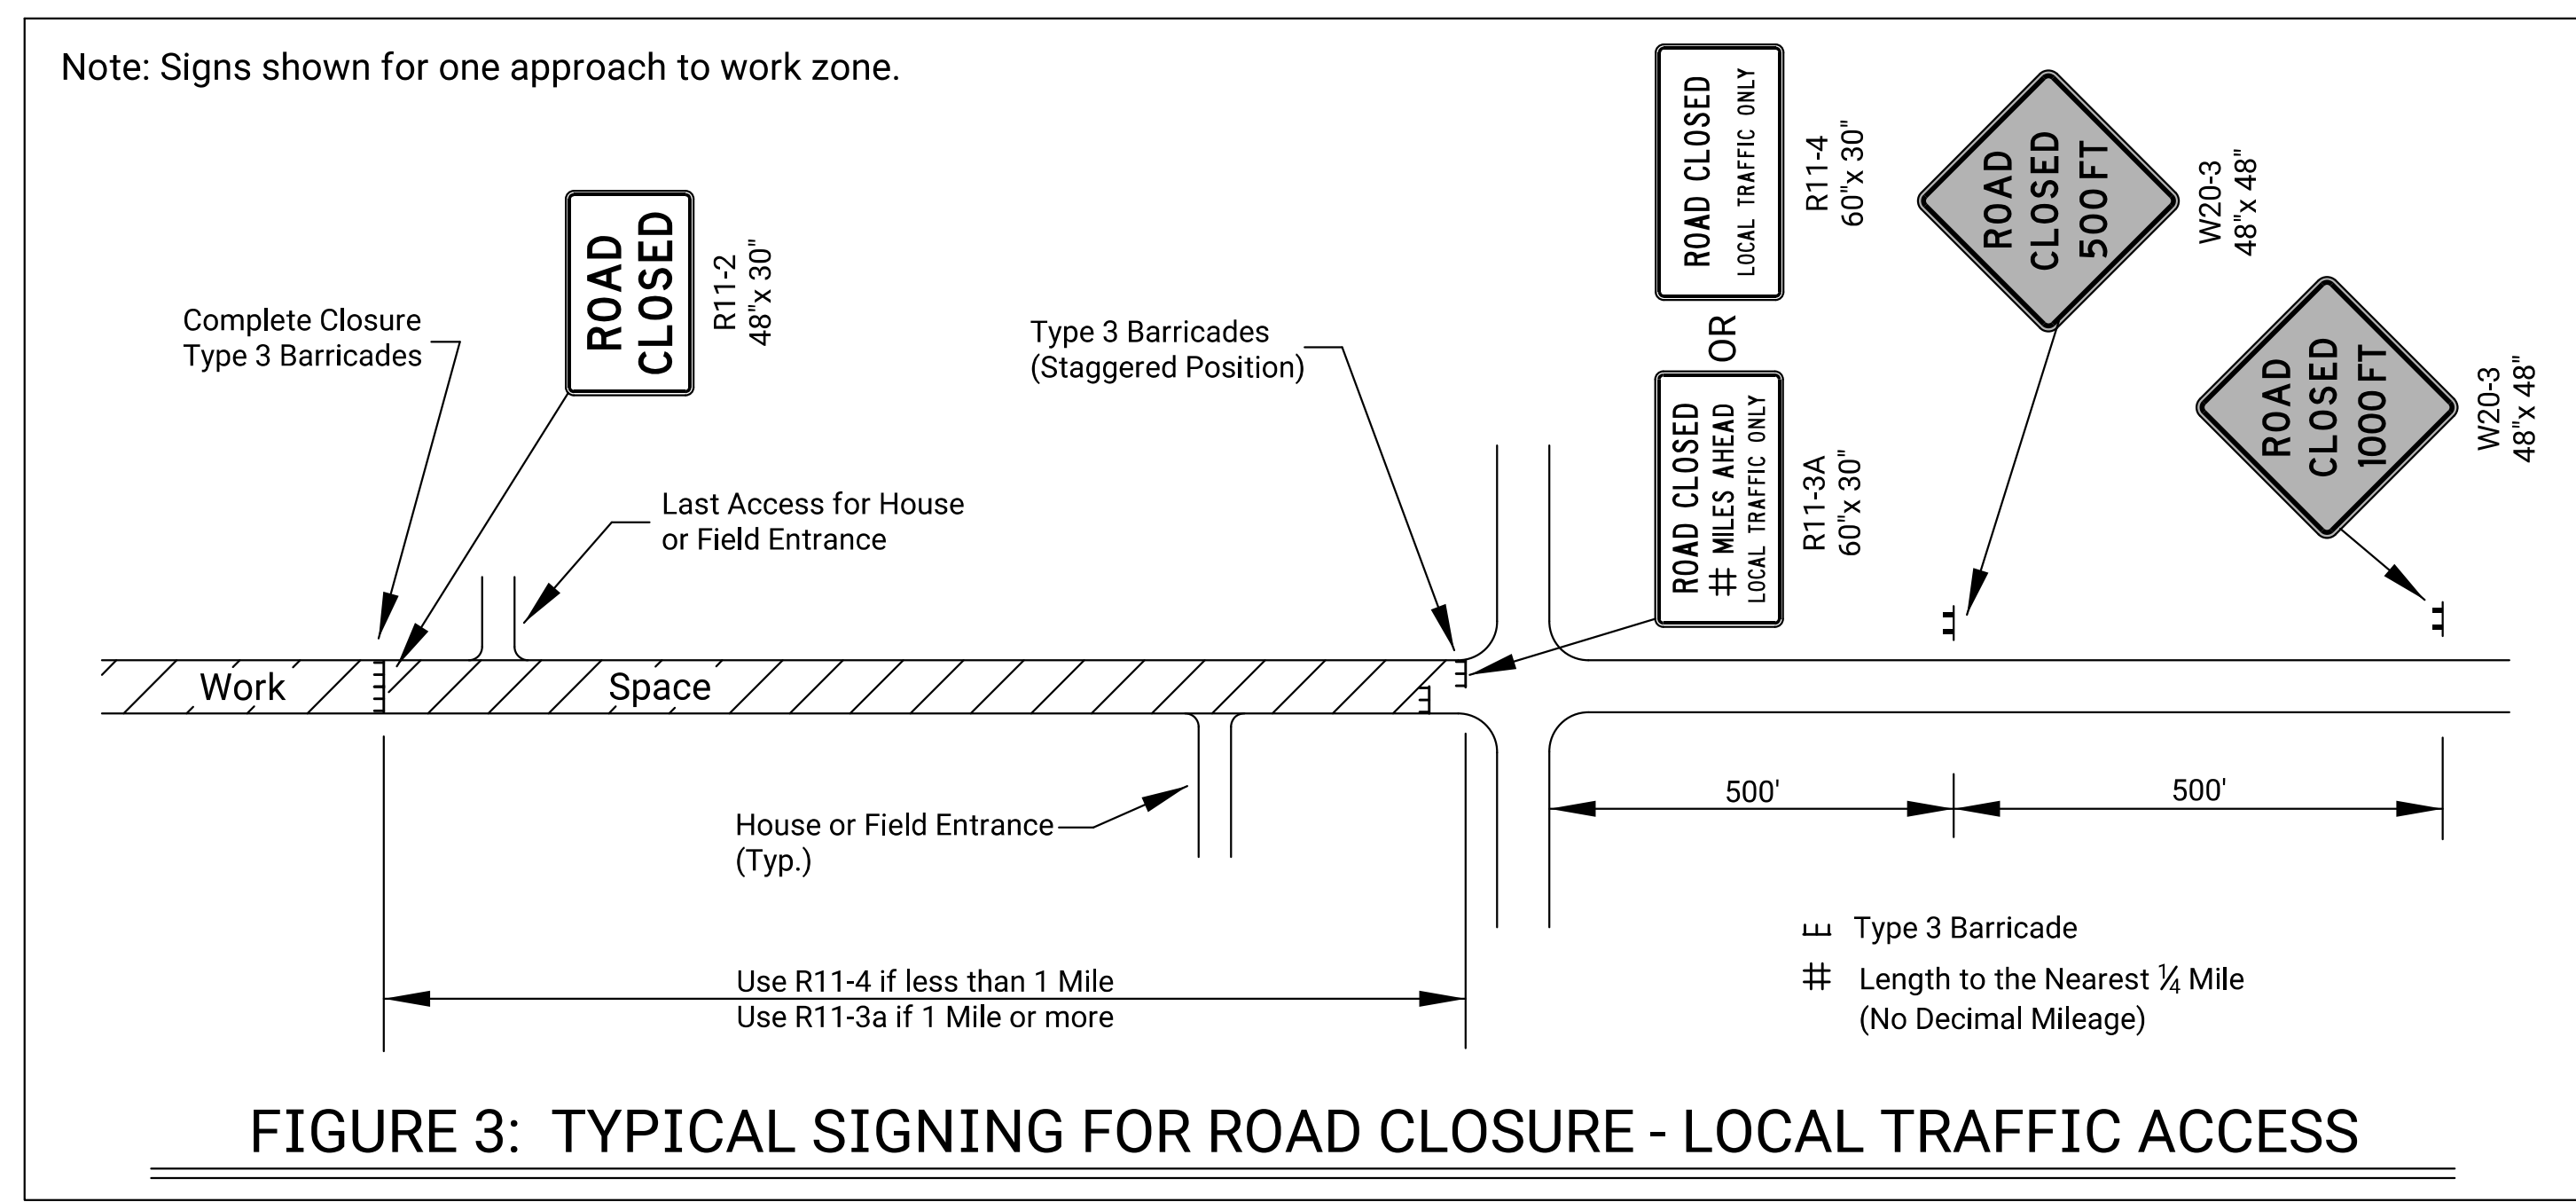 Note: Signs shown for one approach to work zone.
Complete Closure
Type 3 Barricades
ROAD
CLOSED
R11-2
48"x 30"
Last Access for House
or Field Entrance
Type 3 Barricades
(Staggered Position)
ROAD CLOSED
LOCAL TRAFFIC ONLY
R11-4
60"x 30"
OR
ROAD CLOSED
# MILES AHEAD
LOCAL TRAFFIC ONLY
R11-3A
60"x 30"
ROAD
CLOSED
500FT
W20-3
48"x 48"
ROAD
CLOSED
1000FT
W20-3
48"x 48"
Work
Space
House or Field Entrance
(Typ.)
500'
500'
Use R11-4 if less than 1 Mile
Use R11-3a if 1 Mile or more
Type 3 Barricade
# Length to the Nearest ¼ Mile
(No Decimal Mileage)
FIGURE 3: TYPICAL SIGNING FOR ROAD CLOSURE - LOCAL TRAFFIC ACCESS